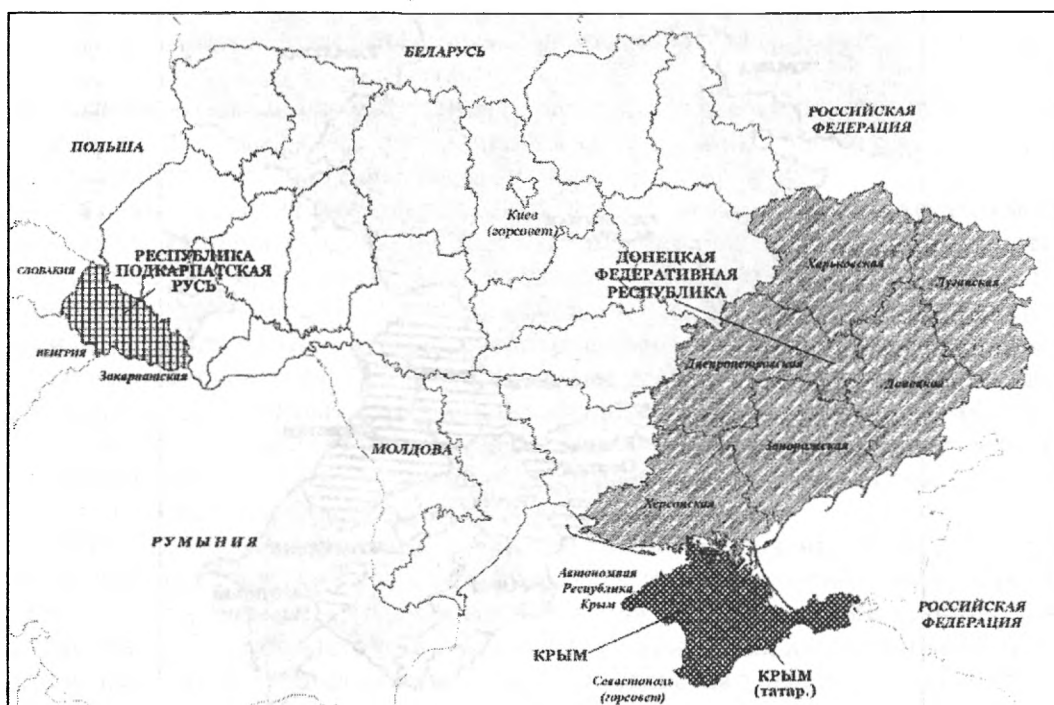 БЕЛАРУСЬ
РОССИЙСКАЯ
ФЕДЕРАЦИЯ
ПОЛЬША
Киев
(горсовет)
СЛОВАКИЯ
РЕСПУБЛИКА
ПОДКАРПАТСКАЯ
РУСЬ
ДОНЕЦКАЯ
ФЕДЕРАТИВНАЯ
РЕСПУБЛИКА
Харьковская
Луганская
ВЕНГРИЯ
Закарпатская
Днепропетровская
Донецкая
МОЛДОВА
Запорожская
Херсонская
РУМЫНИЯ
Автономная
Республика
Крым
РОССИЙСКАЯ
ФЕДЕРАЦИЯ
КРЫМ
Севастополь
(горсовет)
КРЫМ
(татар.)